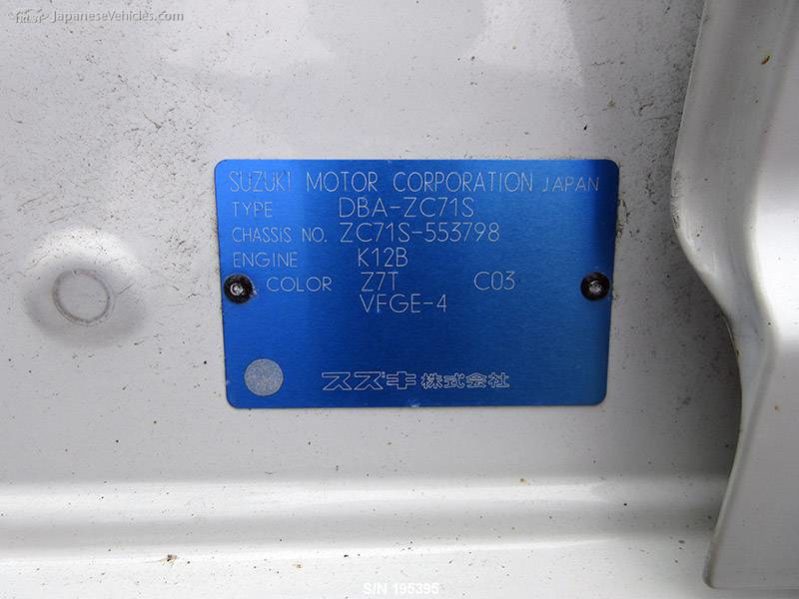 JapaneseVehicles.com
SUZUKI MOTOR CORPORATION JAPAN
TYPE DBA-ZC71S
CHASSIS NO. ZC71S-553798
ENGINE K12B
COLOR Z7T C03
VFGE-4
スズキ株式会社
S/N 195395